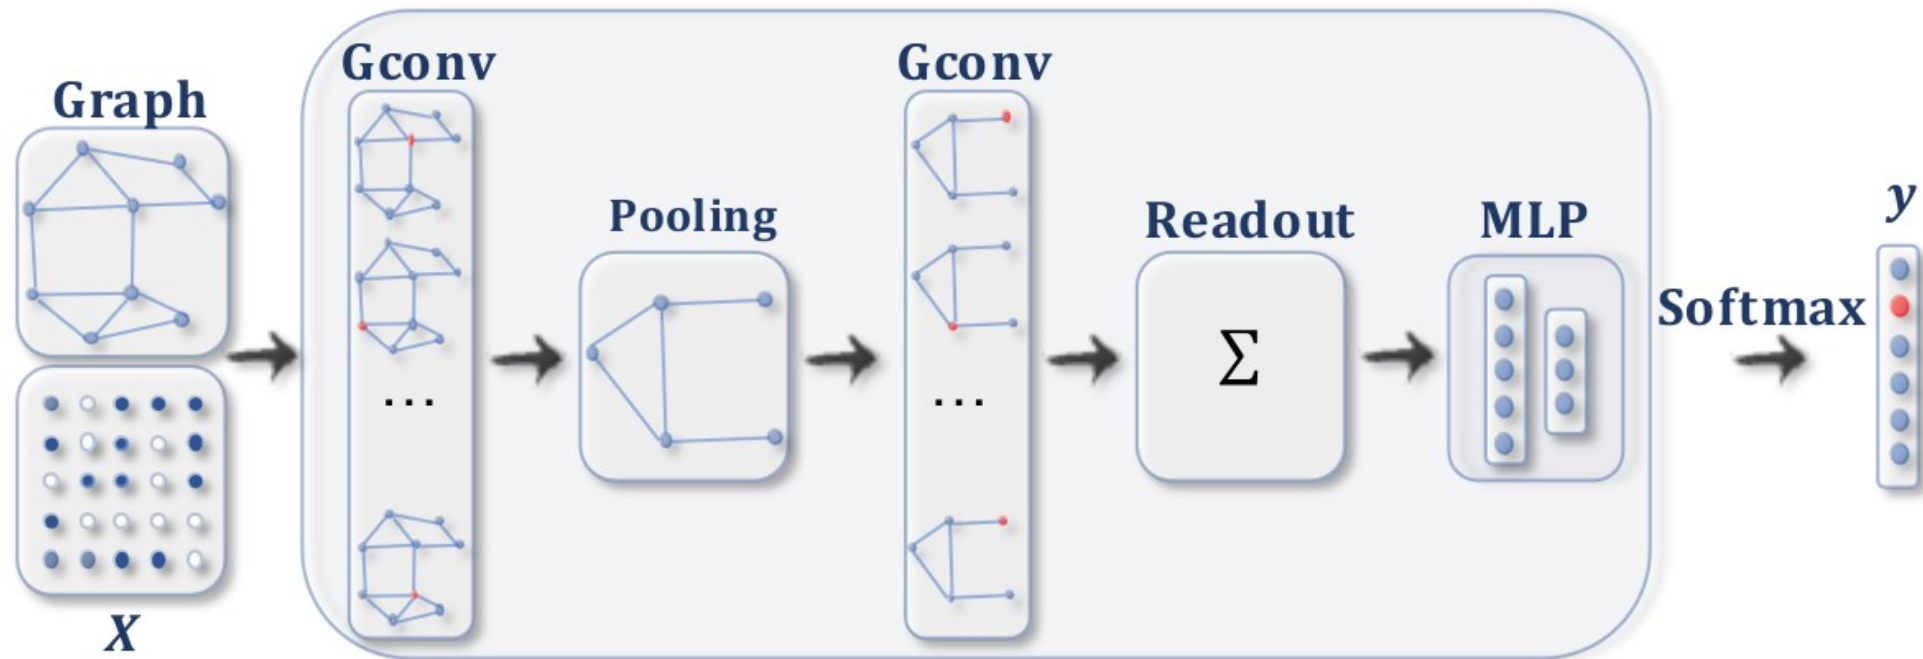 Graph
X
Gconv
...
Pooling
Gconv
...
Readout
Σ
MLP
Softmax
y